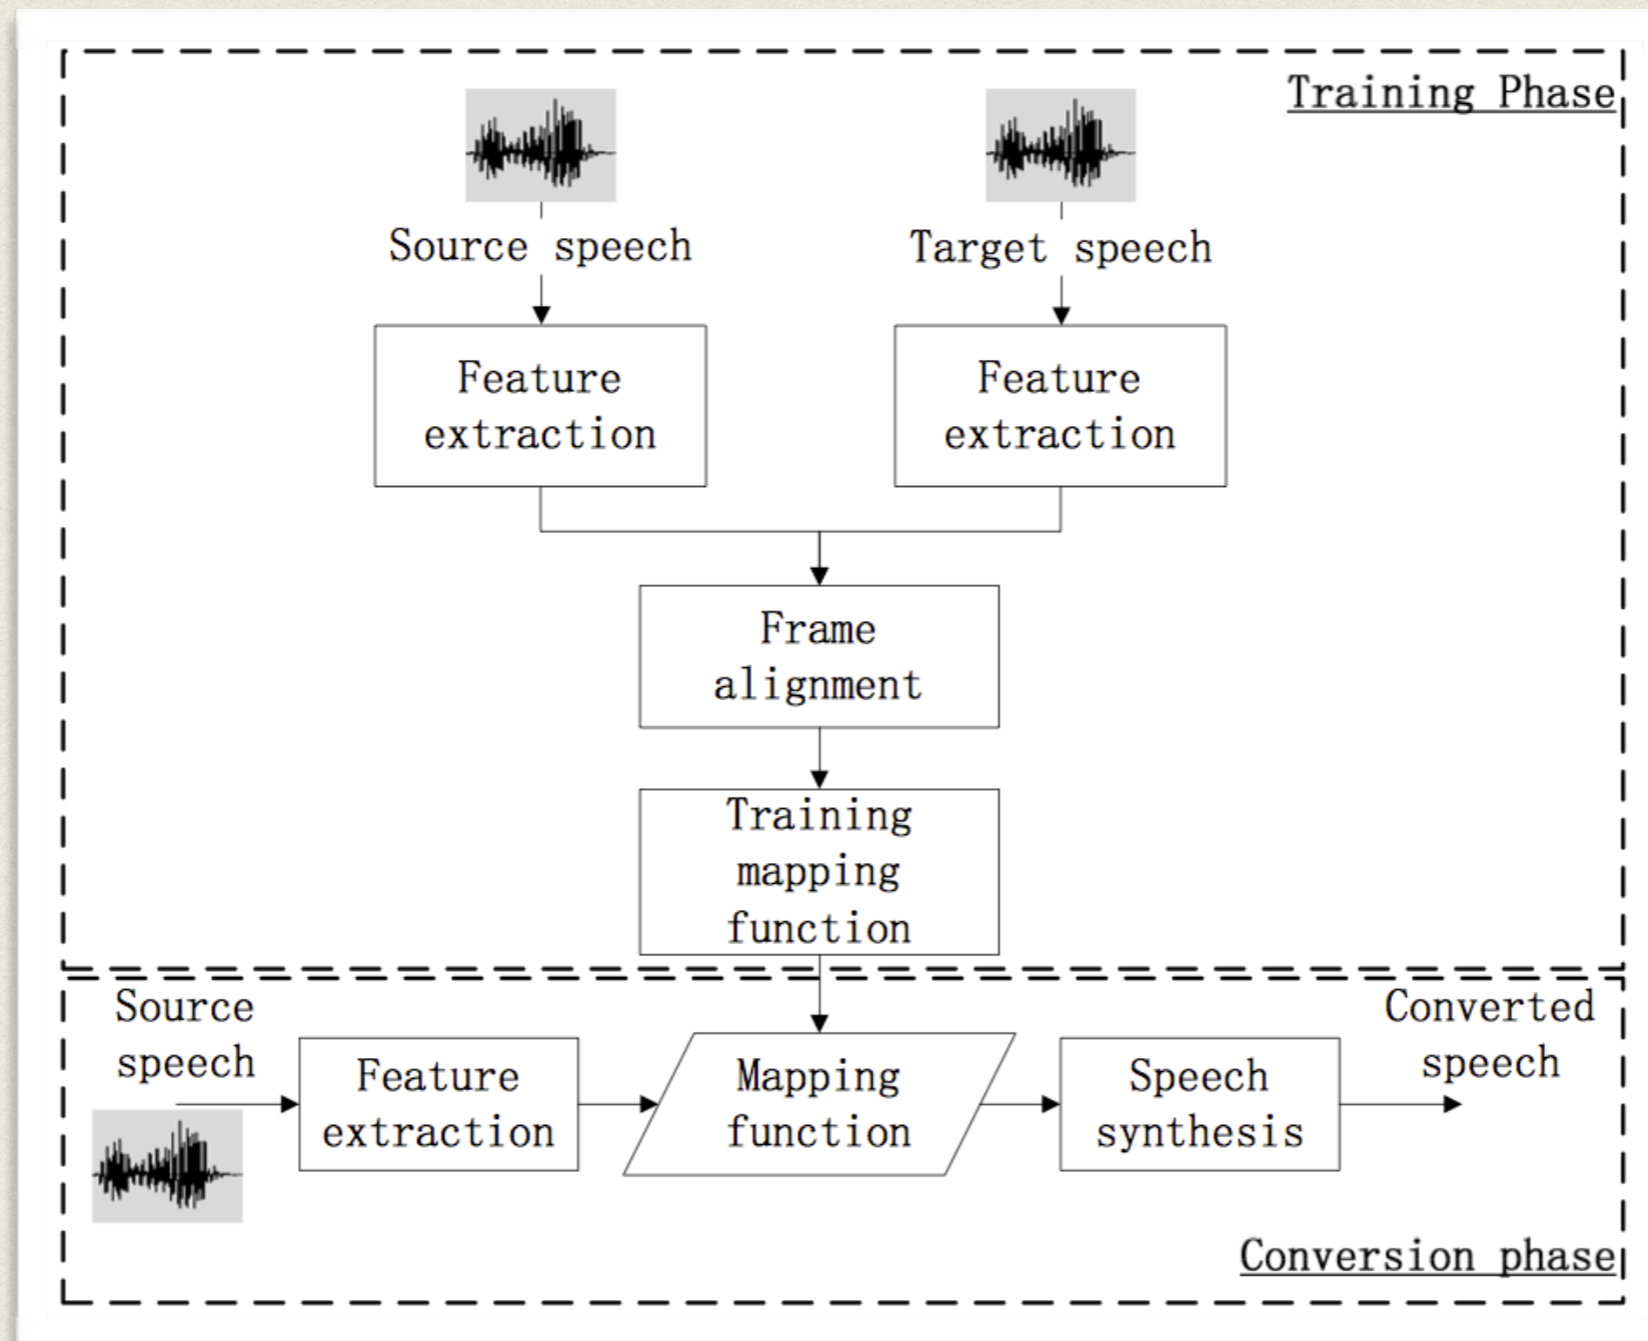 Training Phase
Source speech
Target speech
Feature
extraction
Feature
extraction
Frame
alignment
Training
mapping
function
Source
speech
Feature
extraction
Mapping
function
Speech
synthesis
Converted
speech
Conversion phase